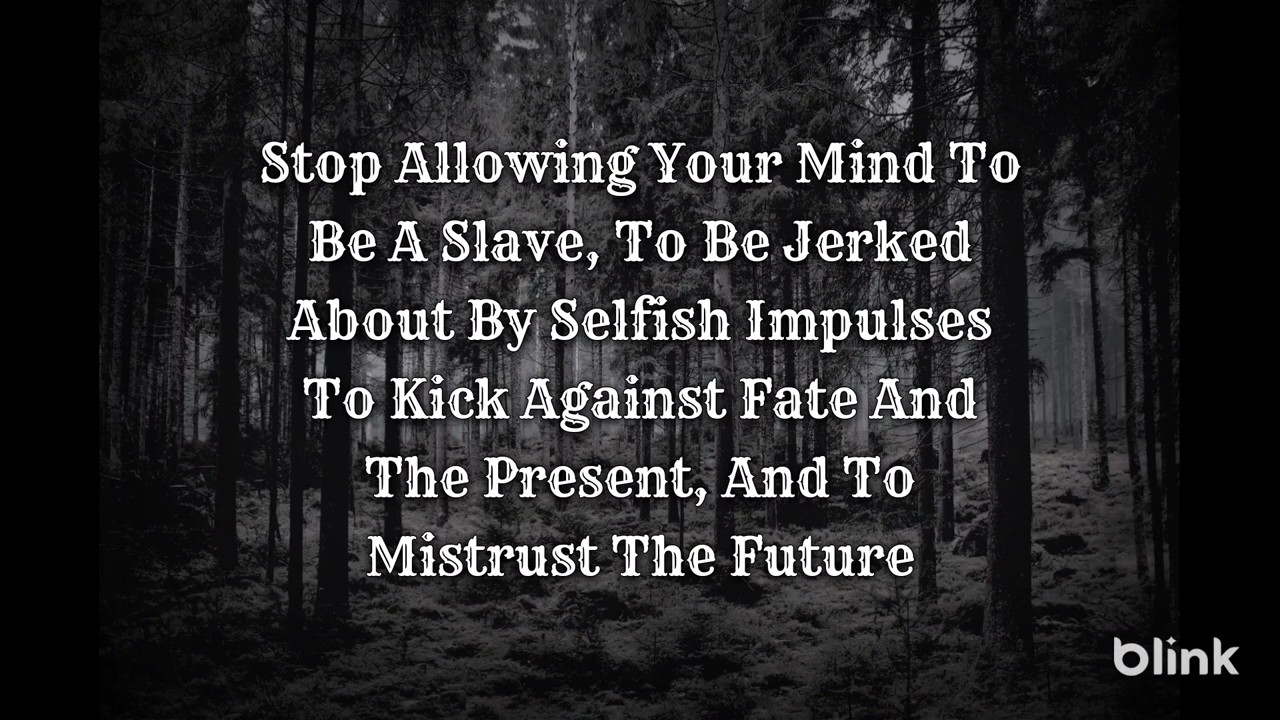 Stop Allowing Your Mind To
Be A Slave, To Be Jerked
About By Selfish Impulses
To Kick Against Fate And
The Present, And To
Mistrust The Future
blink